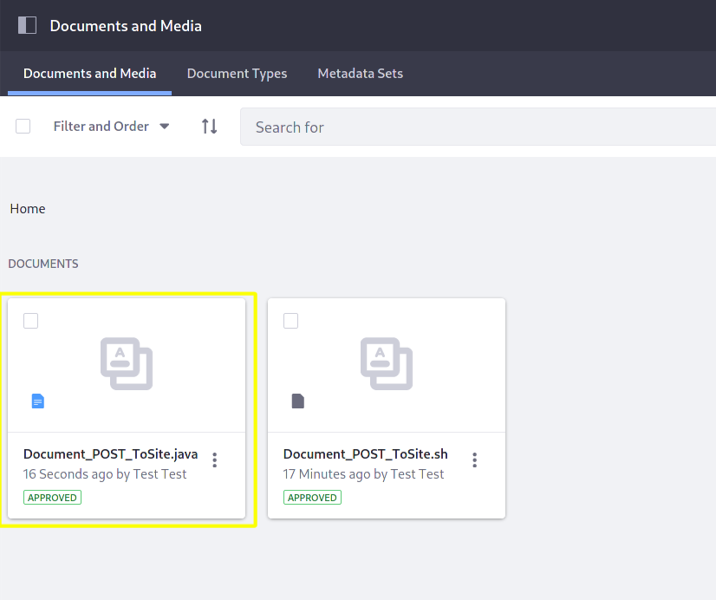 Documents and Media
Documents and Media Document Types Metadata Sets
Filter and Order Search for
Home
DOCUMENTS
A A
Document_POST_ToSite.java Document_POST_ToSite.sh
16 Seconds ago by Test Test 17 Minutes ago by Test Test
APPROVED APPROVED